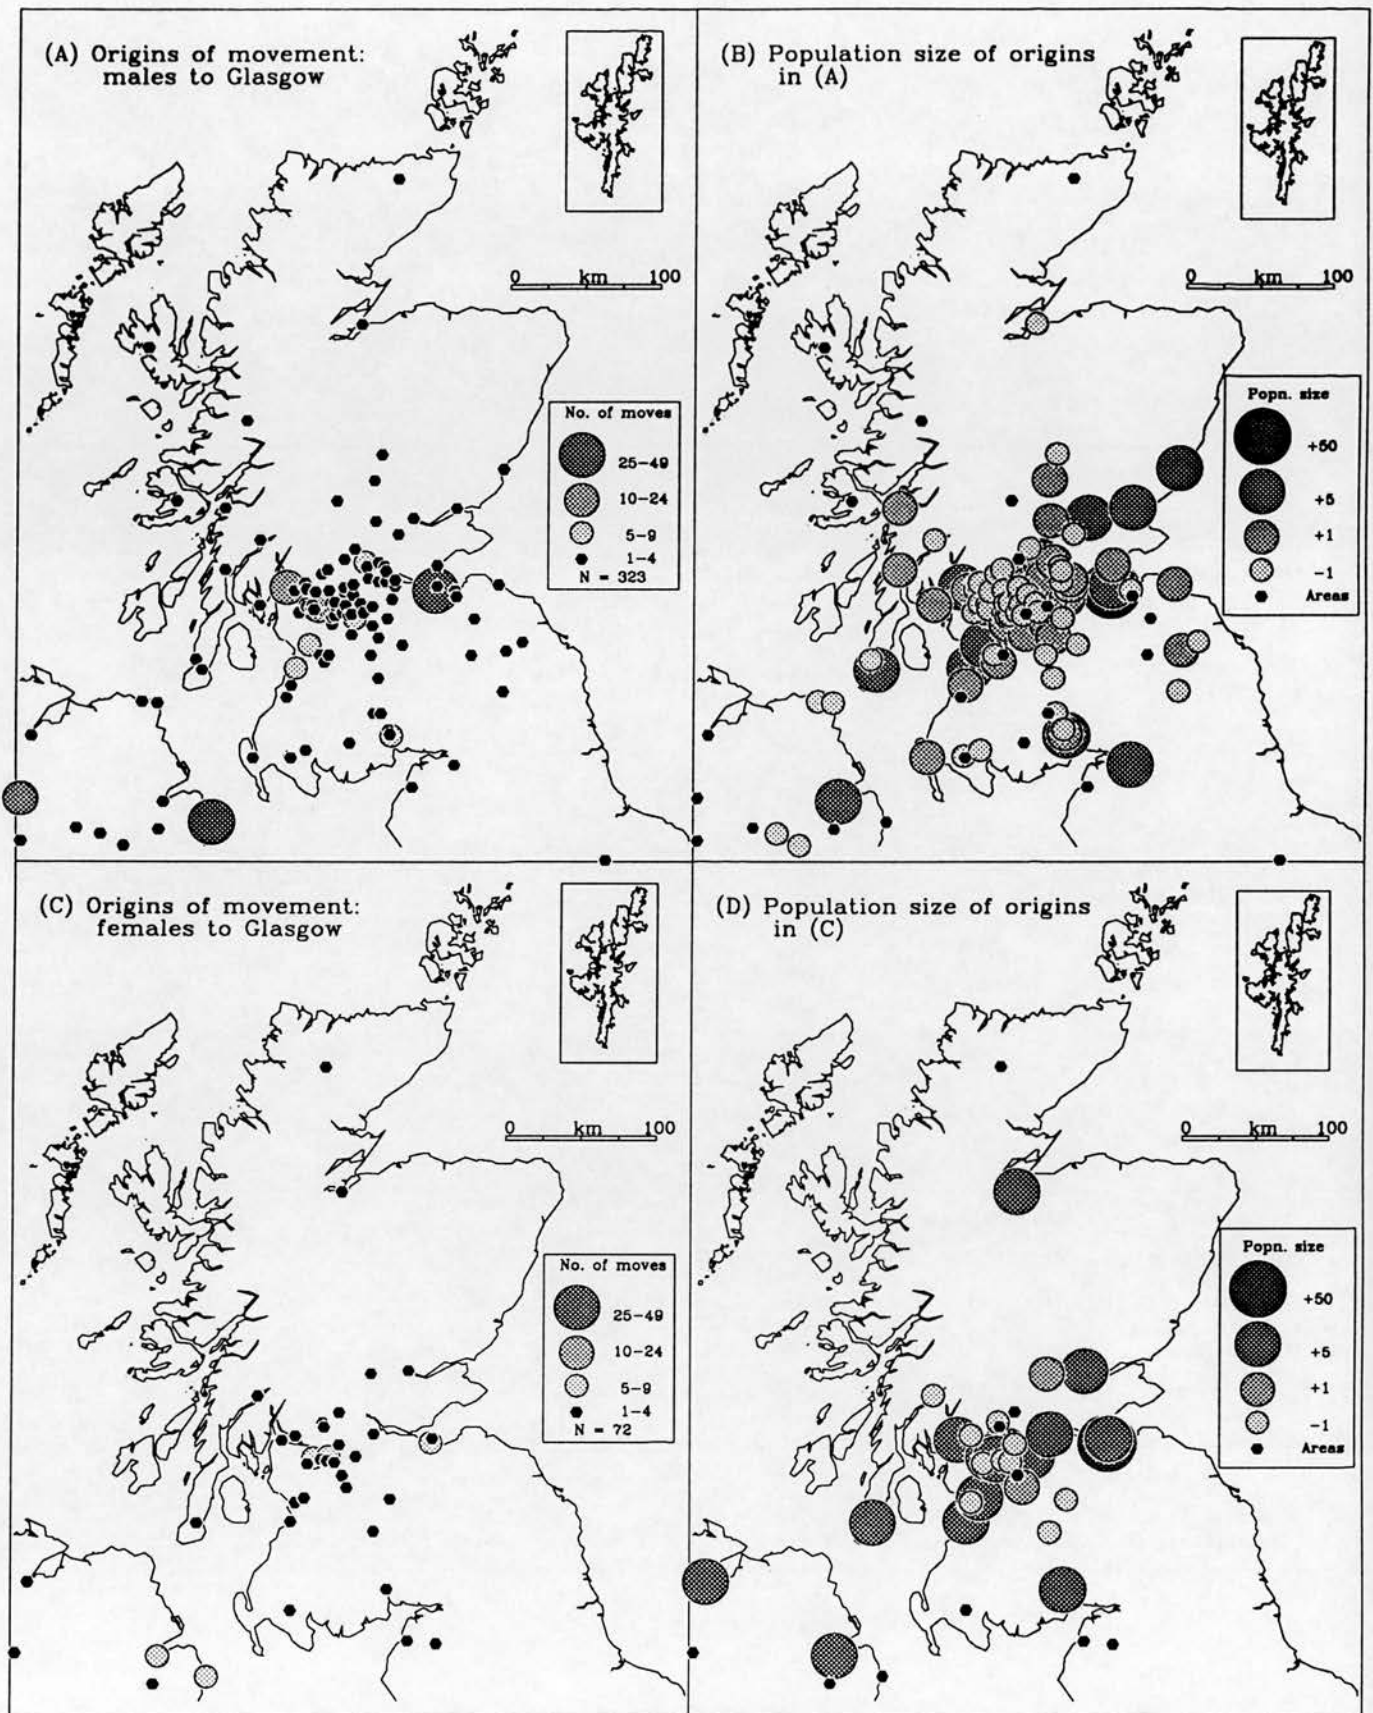 (A) Origins of movement:
males to Glasgow
0 km 100
No. of moves
25-49
10-24
5-9
1-4
N = 323
(B) Population size of origins
in (A)
0 km 100
Popn. size
+50
+5
+1
-1
Areas
(C) Origins of movement:
females to Glasgow
0 km 100
No. of moves
25-49
10-24
5-9
1-4
N = 72
(D) Population size of origins
in (C)
0 km 100
Popn. size
+50
+5
+1
-1
Areas